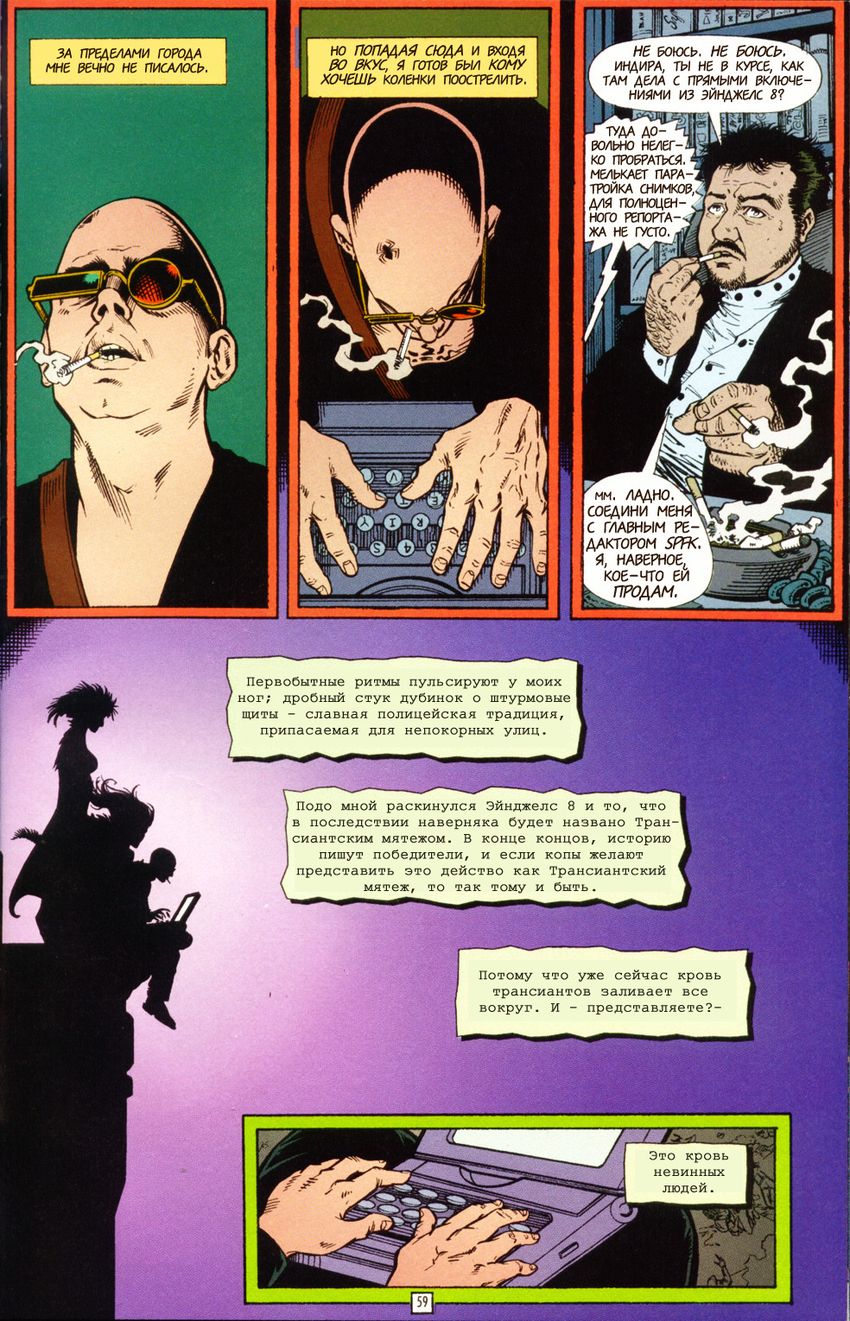 ЗА ПРЕДЕЛАМИ ГОРОДА
МНЕ ВЕЧНО НЕ ПИСАЛОСЬ.
НО ПОПАДАЯ СЮДА И ВХОДЯ
ВО ВКУС, Я ГОТОВ БЫЛ КОМУ
ХОЧЕШЬ КОЛЕНКИ ПООСТРЕЛИТЬ.
НЕ БОЮСЬ. НЕ БОЮСЬ.
ИНДИРА, ТЫ НЕ В КУРСЕ, КАК
ТАМ ДЕЛА С ПРЯМЫМИ ВКЛЮЧЕ-
НИЯМИ ИЗ ЭЙНДЖЕЛС 8?
ТУДА ДО-
ВОЛЬНО НЕЛЕГ-
КО ПРОБРАТЬСЯ.
МЕЛЬКАЕТ ПАРА-
ТРОЙКА СНИМКОВ,
ДЛЯ ПОЛНОЦЕН-
НОГО РЕПОРТА-
ЖА НЕ ГУСТО.
ММ. ЛАДНО.
СОЕДИНИ МЕНЯ
С ГЛАВНЫМ РЕ-
ДАКТОРОМ SPFK.
Я, НАВЕРНОЕ,
КОЕ-ЧТО ЕЙ
ПРОДАМ.
Первобытные ритмы пульсируют у моих
ног; дробный стук дубинок о штурмовые
щиты - славная полицейская традиция,
припасаемая для непокорных улиц.
Подо мной раскинулся Эйнджелс 8 и то, что
в последствии наверняка будет названо Тран-
сиантским мятежом. В конце концов, историю
пишут победители, и если копы желают
представить это действо как Трансиантский
мятеж, то так тому и быть.
Потому что уже сейчас кровь
трансиантов заливает все
вокруг. И - представляете?-
Это кровь
невинных
людей.
59